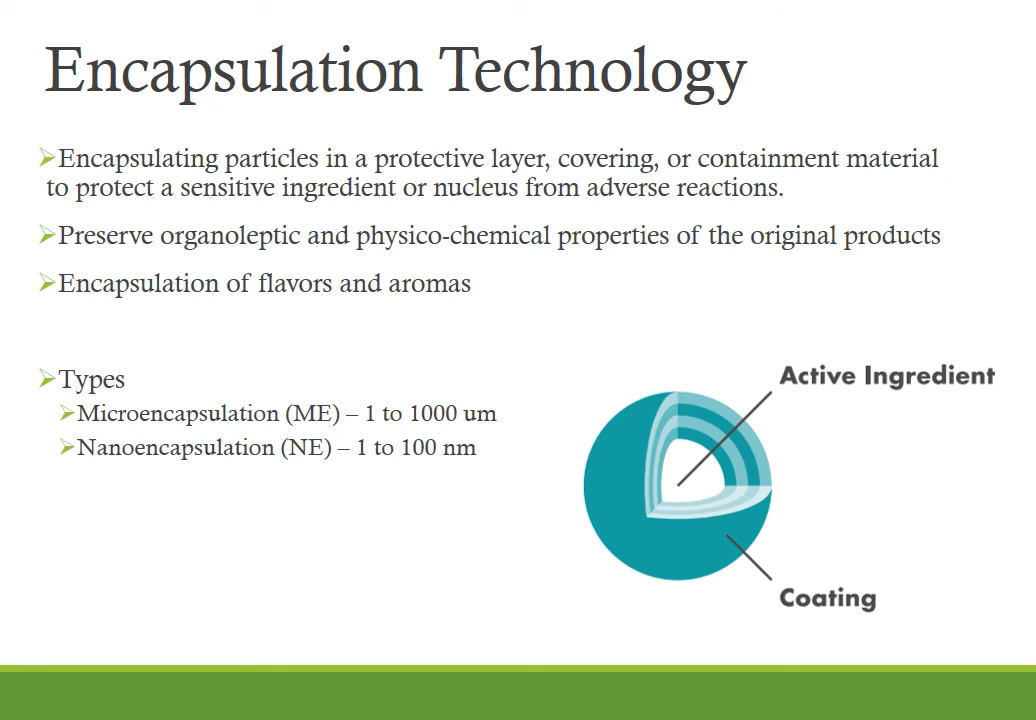 Encapsulation Technology
Encapsulating particles in a protective layer, covering, or containment material
to protect a sensitive ingredient or nucleus from adverse reactions.
Preserve organoleptic and physico-chemical properties of the original products
Encapsulation of flavors and aromas
Types
Microencapsulation (ME) – 1 to 1000 um
Nanoencapsulation (NE) – 1 to 100 nm
Active Ingredient
Coating